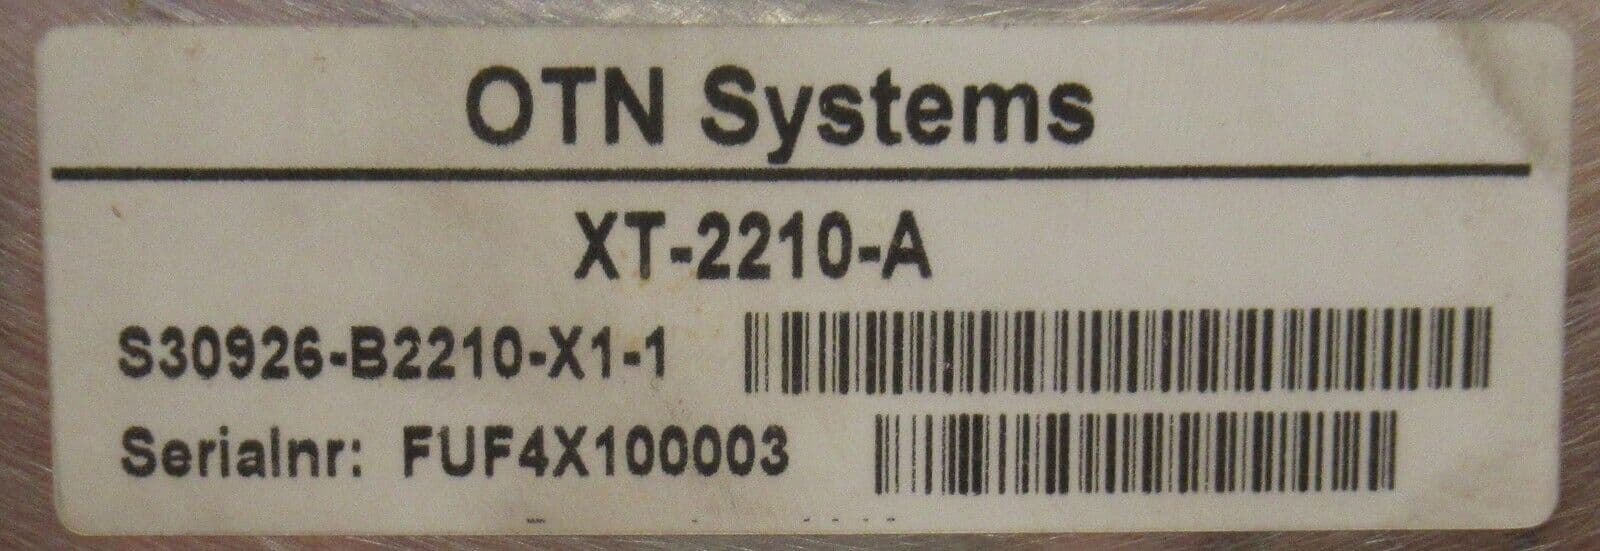 OTN Systems
XT-2210-A
S30926-B2210-X1-1
Serialnr: FUF4X100003